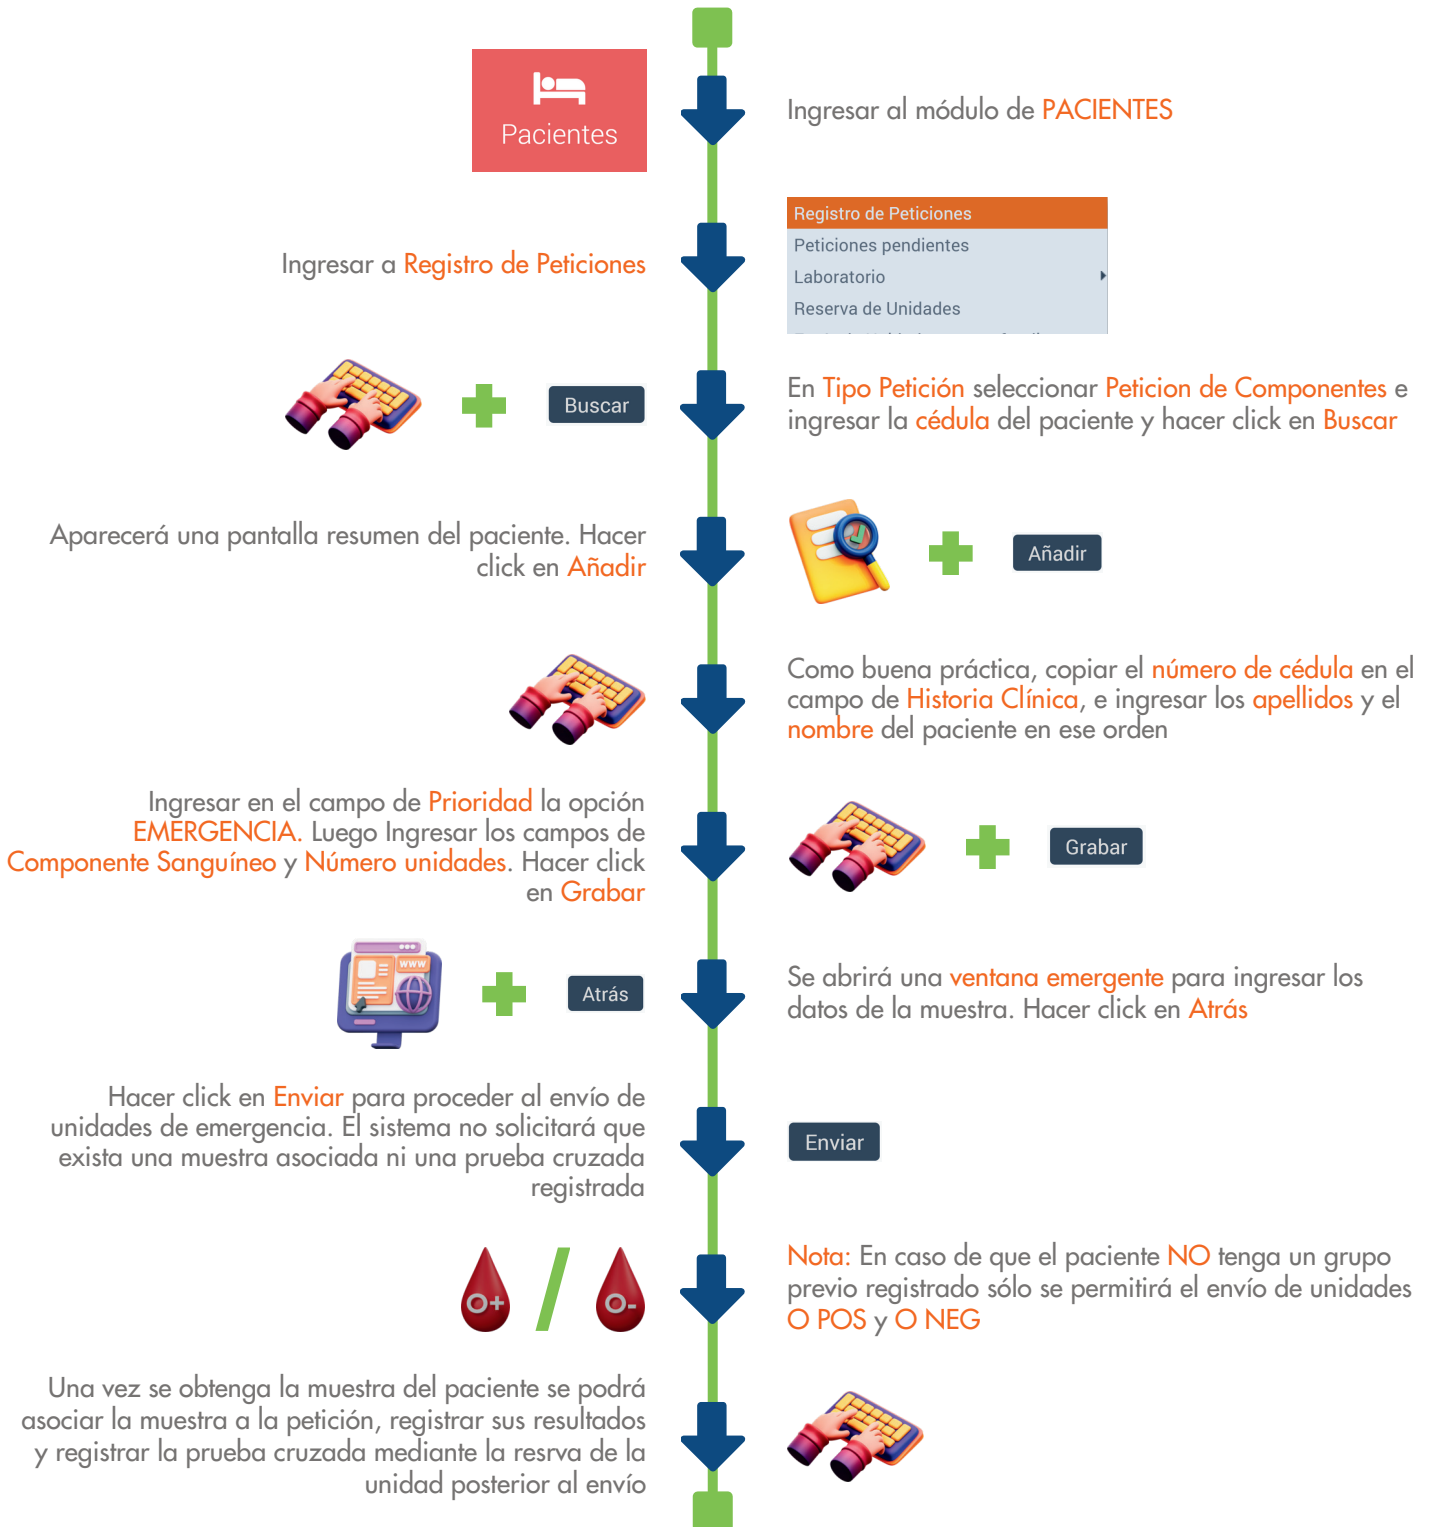 Pacientes
Ingresar al módulo de PACIENTES
Ingresar a Registro de Peticiones
Registro de Peticiones
Peticiones pendientes
Laboratorio
Reserva de Unidades
Buscar
En Tipo Petición seleccionar Peticion de Componentes e
ingresar la cédula del paciente y hacer click en Buscar
Aparecerá una pantalla resumen del paciente. Hacer
click en Añadir
Añadir
Como buena práctica, copiar el número de cédula en el
campo de Historia Clínica, e ingresar los apellidos y el
nombre del paciente en ese orden
Ingresar en el campo de Prioridad la opción
EMERGENCIA. Luego Ingresar los campos de
Componente Sanguíneo y Número unidades. Hacer click
en Grabar
Grabar
WWW
Atrás
Se abrirá una ventana emergente para ingresar los
datos de la muestra. Hacer click en Atrás
Hacer click en Enviar para proceder al envío de
unidades de emergencia. El sistema no solicitará que
exista una muestra asociada ni una prueba cruzada
registrada
Enviar
O+
O-
Nota: En caso de que el paciente NO tenga un grupo
previo registrado sólo se permitirá el envío de unidades
O POS y O NEG
Una vez se obtenga la muestra del paciente se podrá
asociar la muestra a la petición, registrar sus resultados
y registrar la prueba cruzada mediante la resrva de la
unidad posterior al envío